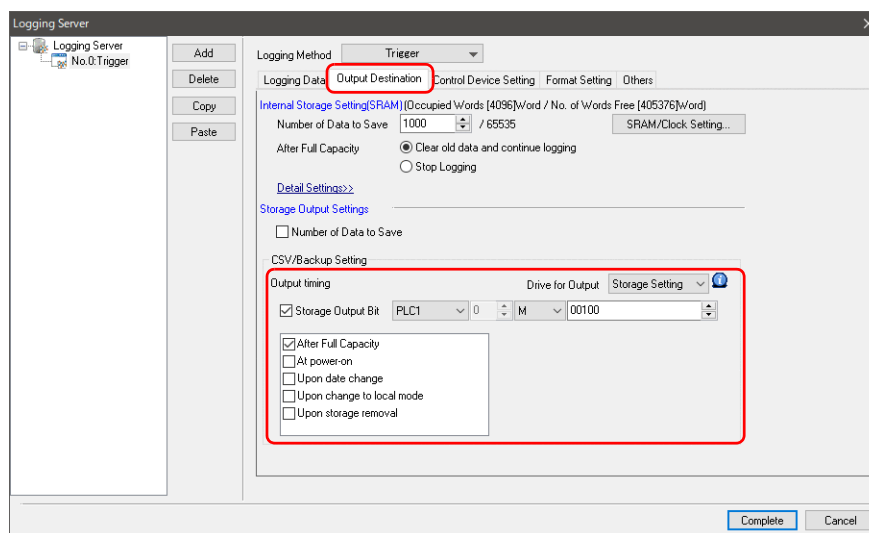 Logging Server
Logging Server
No.0:Trigger
Add
Delete
Copy
Paste
Logging Method Trigger
Logging Data Output Destination Control Device Setting Format Setting Others
Internal Storage Setting(SRAM)(Occupied Words [4096]Word / No. of Words Free [405376]Word)
Number of Data to Save 1000 / 65535 SRAM/Clock Setting...
After Full Capacity Clear old data and continue logging
Stop Logging
Detail Settings>>
Storage Output Settings
Number of Data to Save
CSV/Backup Setting
Output timing Drive for Output Storage Setting
Storage Output Bit PLC1 0 M 00100
After Full Capacity
At power-on
Upon date change
Upon change to local mode
Upon storage removal
Complete Cancel